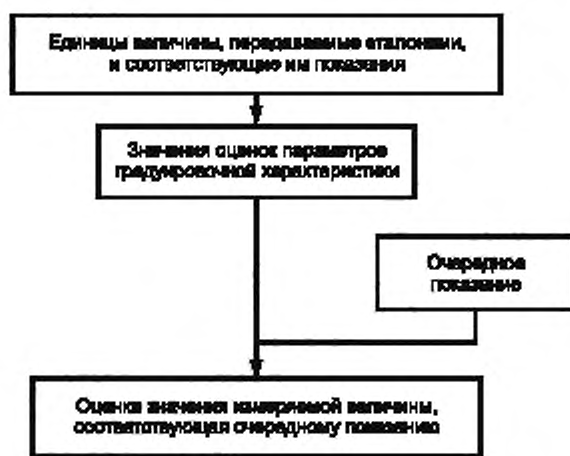 Единицы величины, передаваемые эталонами,
и соответствующие им показания
Значения оценок параметров
градуировочной характеристики
Очередное
показание
Оценка значения измеряемой величины,
соответствующая очередному показанию